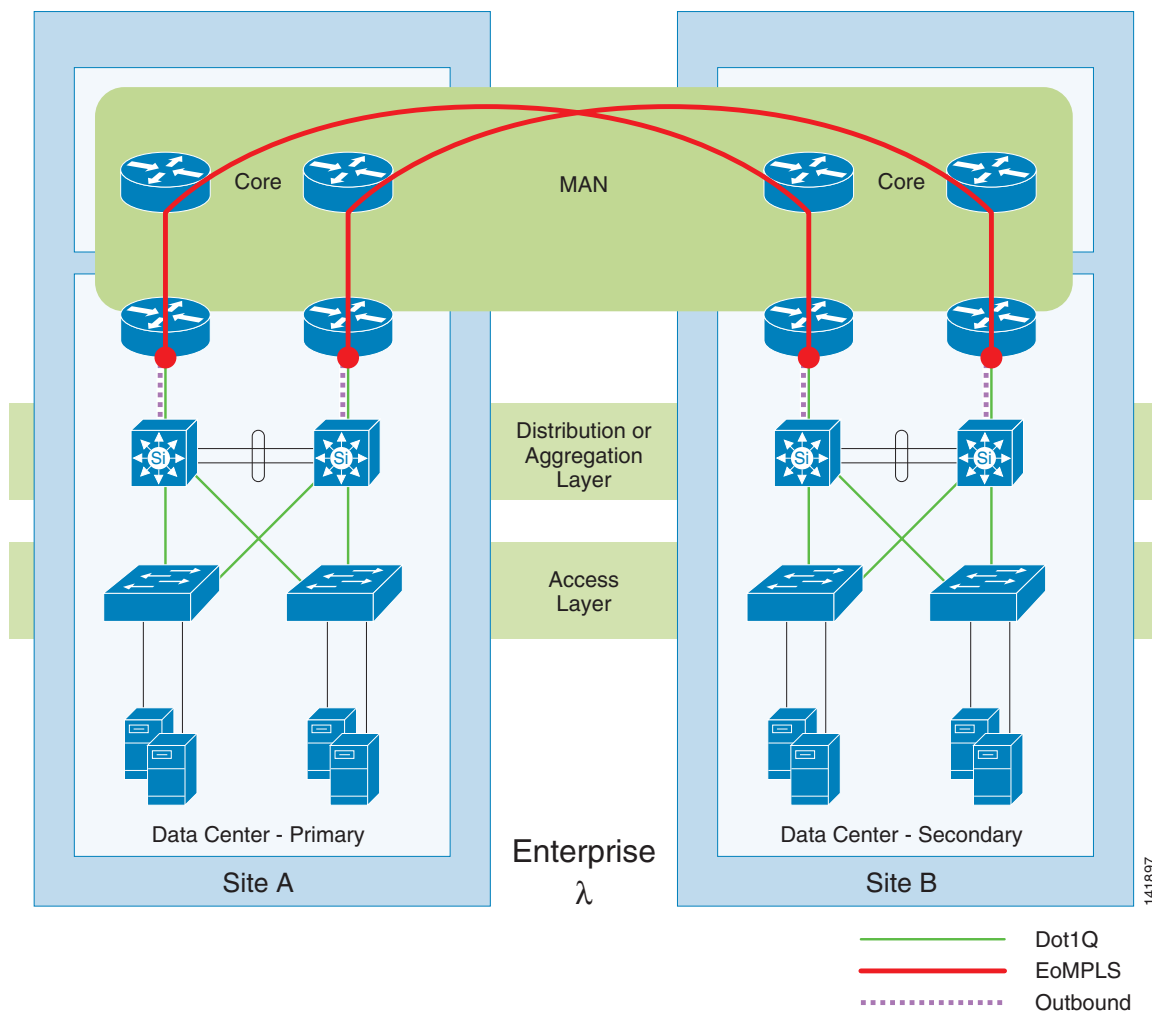 Core
MAN
Core
Distribution or
Aggregation
Layer
Si
Si
Si
Si
Access
Layer
Data Center - Primary
Data Center - Secondary
Enterprise
λ
Site A
Site B
141897
Dot1Q
EoMPLS
Outbound